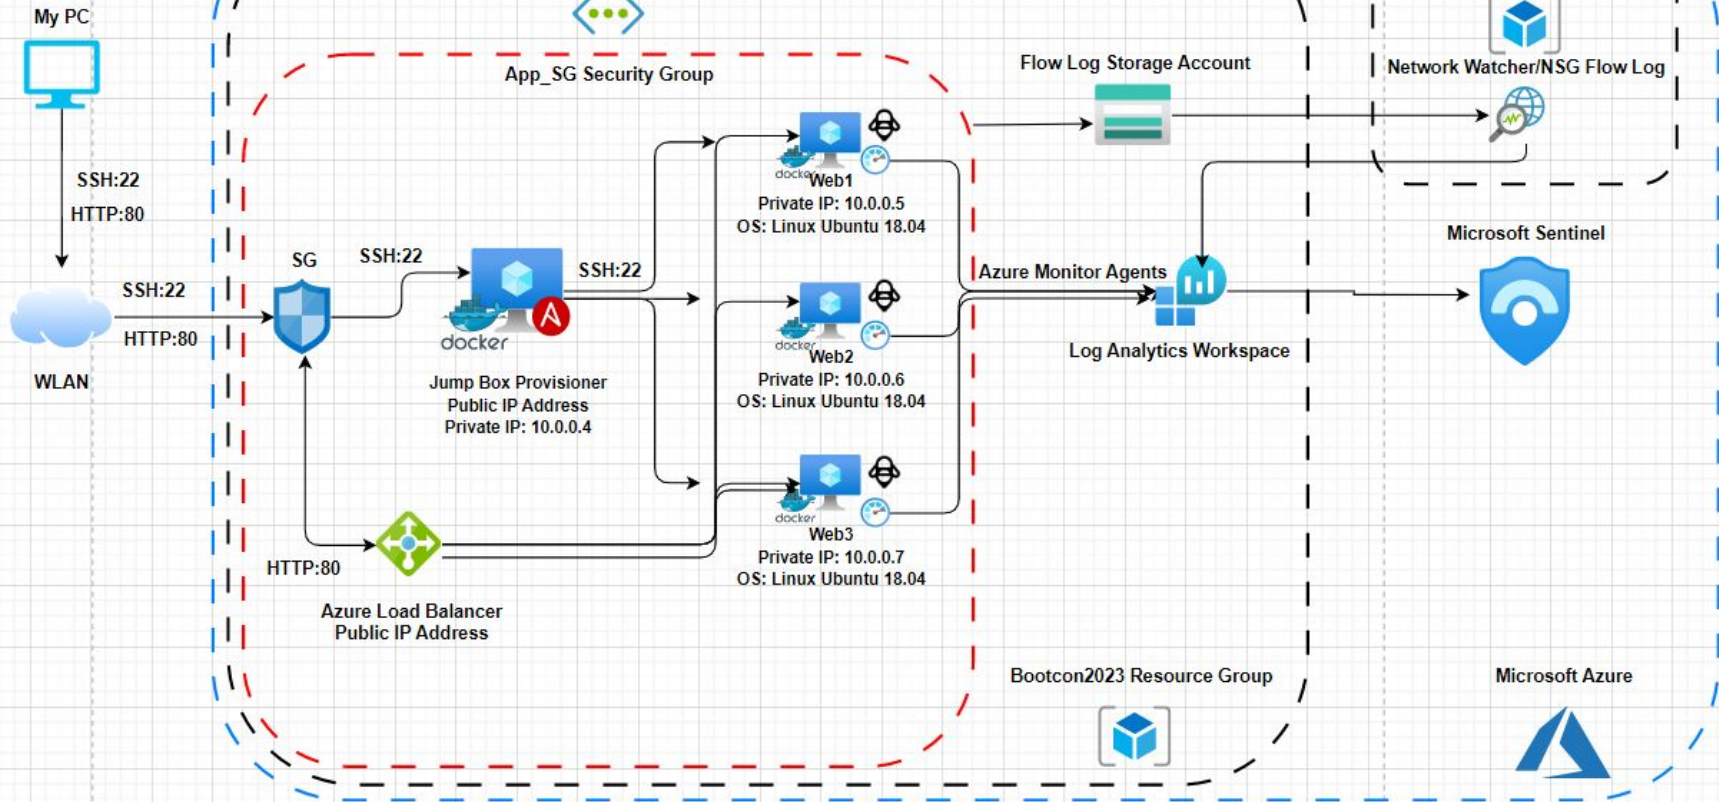 My PC
SSH:22
HTTP:80
SSH:22
HTTP:80
WLAN
App_SG Security Group
SG
SSH:22
docker
Jump Box Provisioner
Public IP Address
Private IP: 10.0.0.4
SSH:22
HTTP:80
Azure Load Balancer
Public IP Address
docker
Web1
Private IP: 10.0.0.5
OS: Linux Ubuntu 18.04
docker
Web2
Private IP: 10.0.0.6
OS: Linux Ubuntu 18.04
docker
Web3
Private IP: 10.0.0.7
OS: Linux Ubuntu 18.04
Flow Log Storage Account
Network Watcher/NSG Flow Log
Azure Monitor Agents
Log Analytics Workspace
Microsoft Sentinel
Bootcon2023 Resource Group
Microsoft Azure